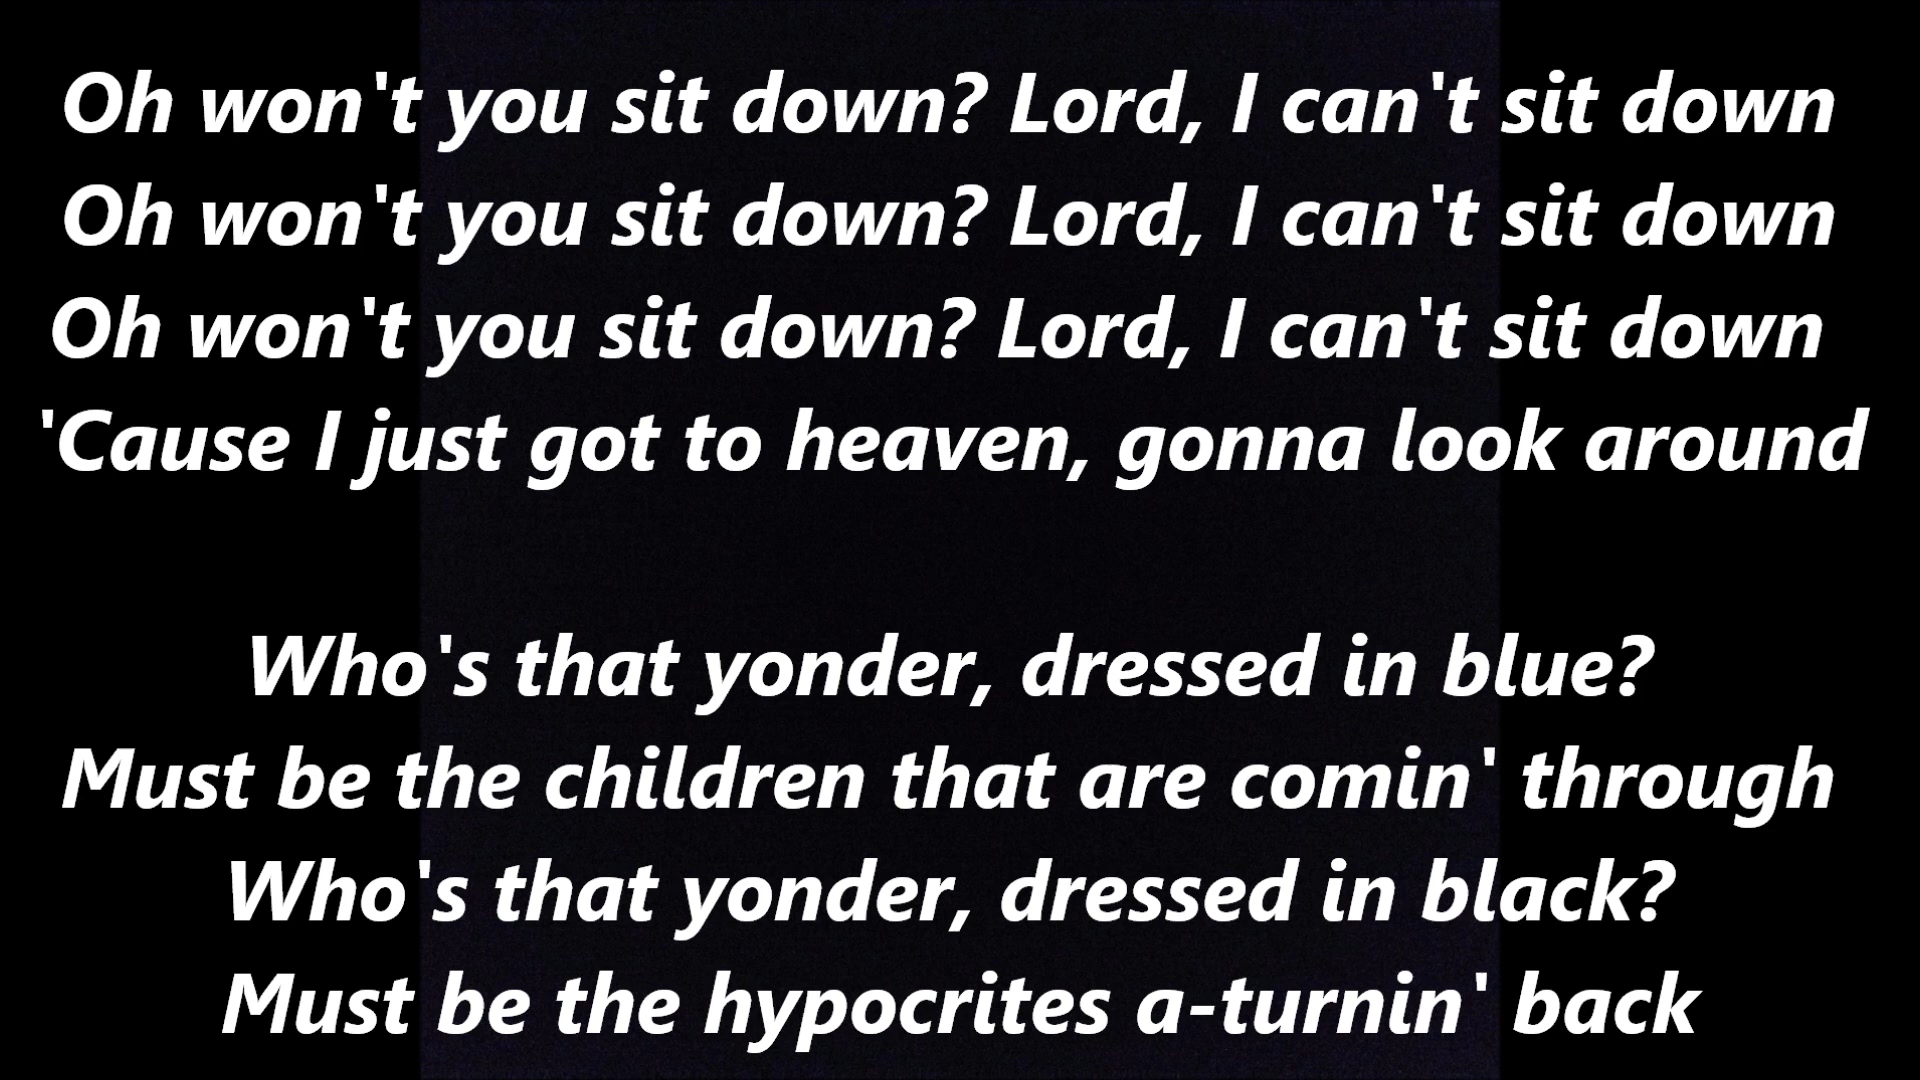 Oh won't you sit down? Lord, I can't sit down
Oh won't you sit down? Lord, I can't sit down
Oh won't you sit down? Lord, I can't sit down
'Cause I just got to heaven, gonna look around
Who's that yonder, dressed in blue?
Must be the children that are comin' through
Who's that yonder, dressed in black?
Must be the hypocrites a-turnin' back